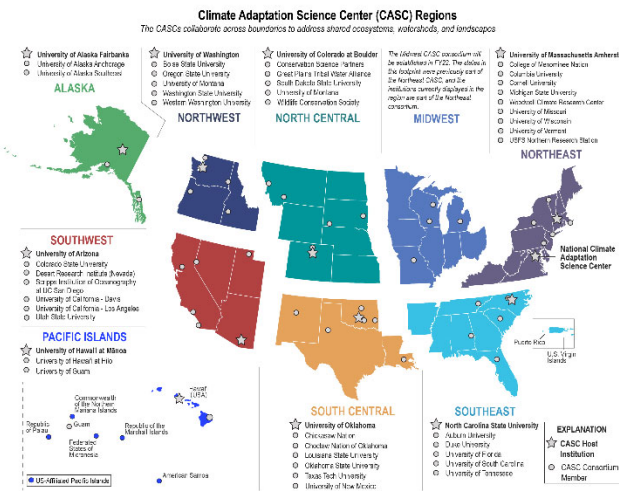 Climate Adaptation Science Center (CASC) Regions
The CASCs collaborate across boundaries to address shared ecosystems, watersheds, and landscapes
University of Alaska Fairbanks
University of Alaska Anchorage
University of Alaska Southeast
ALASKA
University of Washington
Boise State University
Oregon State University
University of Montana
Washington State University
Western Washington University
NORTHWEST
University of Colorado at Boulder
Conservation Science Partners
Great Plains Tribal Water Alliance
South Dakota State University
University of Montana
Wildlife Conservation Society
NORTH CENTRAL
The Midwest CASC consortium will
be established in FY22. The states in
the footprint were previously part of
the Northeast CASC, and the
institutions currently displayed in the
region are part of the Northeast
consortium.
MIDWEST
University of Massachusetts Amherst
College of Menominee Nation
Columbia University
Cornell University
Michigan State University
Woodwell Climate Research Center
University of Missouri
University of Wisconsin
University of Vermont
USFS Northern Research Station
NORTHEAST
National Climate
Adaptation
Science Center
SOUTHWEST
University of Arizona
Colorado State University
Desert Research Institute (Nevada)
Scripps Institution of Oceanography
at UC San Diego
University of California - Davis
University of California - Los Angeles
Utah State University
PACIFIC ISLANDS
University of Hawai'i at Mānoa
University of Hawai'i at Hilo
University of Guam
Hawai'i
(USA)
Commonwealth
of the Northern
Mariana Islands
Guam
Republic
of Palau
Federated
States of
Micronesia
Republic of the
Marshall Islands
American Samoa
US-Affiliated Pacific Islands
SOUTH CENTRAL
University of Oklahoma
Chickasaw Nation
Choctaw Nation of Oklahoma
Louisiana State University
Oklahoma State University
Texas Tech University
University of New Mexico
Puerto Rico
U.S. Virgin
Islands
SOUTHEAST
North Carolina State University
Auburn University
Duke University
University of Florida
University of South Carolina
University of Tennessee
EXPLANATION
CASC Host
Institution
CASC Consortium
Member